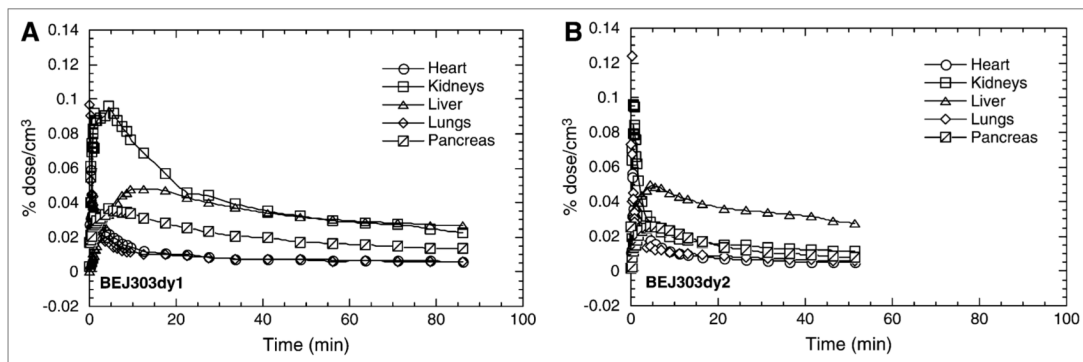 A
% dose/cm³
0.14
0.12
0.1
0.08
0.06
0.04
0.02
0
-0.02
Heart
Kidneys
Liver
Lungs
Pancreas
BEJ303dy1
0 20 40 60 80 100
Time (min)
B
% dose/cm³
0.14
0.12
0.1
0.08
0.06
0.04
0.02
0
-0.02
Heart
Kidneys
Liver
Lungs
Pancreas
BEJ303dy2
0 20 40 60 80 100
Time (min)